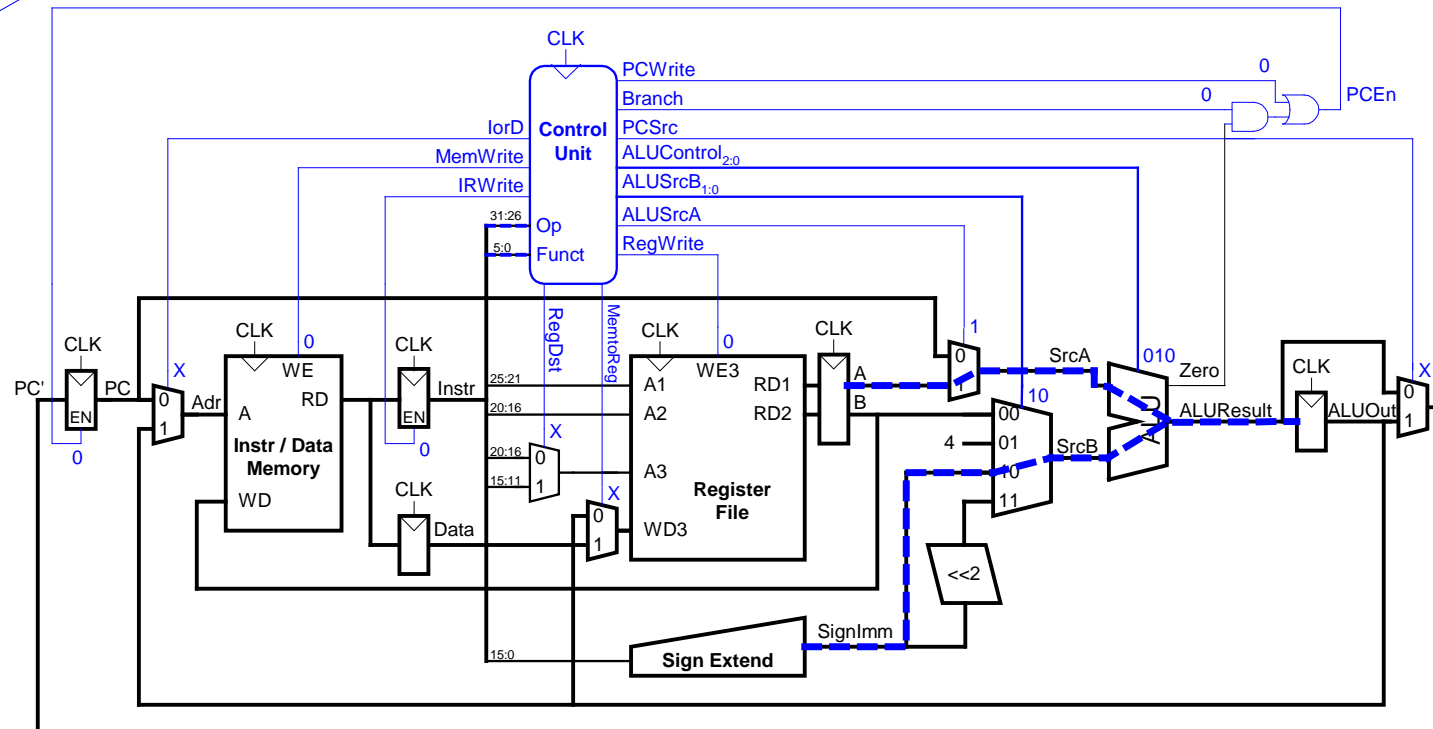 CLK
PCWrite
0
Branch
0
PCEn
IorD
Control
Unit
PCSrc
MemWrite
ALUControl2:0
IRWrite
ALUSrcB1:0
31:26
Op
ALUSrcA
5:0
Funct
RegWrite
RegDst
MemtoReg
CLK
CLK
CLK
CLK
CLK
1
0
0
010
X
X
PC'
PC
EN
0
0
1
Adr
WE
A
RD
Instr / Data
Memory
WD
EN
0
Instr
25:21
20:16
20:16
15:11
X
0
1
CLK
Data
X
0
1
A1
A2
A3
WD3
WE3
RD1
RD2
Register
File
A
B
0
1
SrcA
10
00
4
01
10
11
SrcB
<<2
ALU
Zero
ALUResult
CLK
ALUOut
0
1
15:0
Sign Extend
SignImm